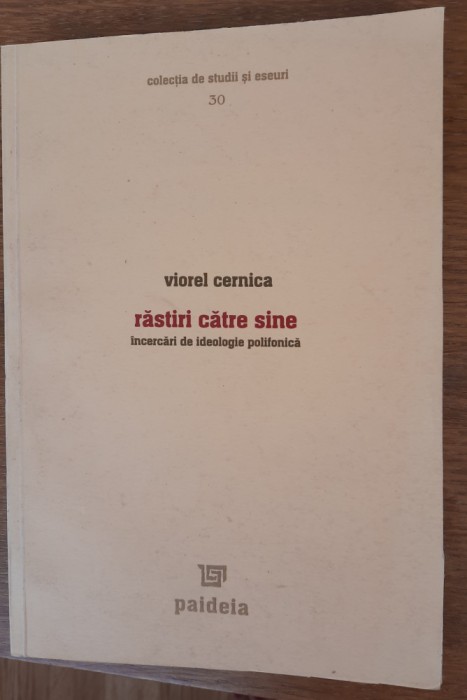 colecția de studii și eseuri
30
viorel cernica
răstiri către sine
încercări de ideologie polifonică
paideia